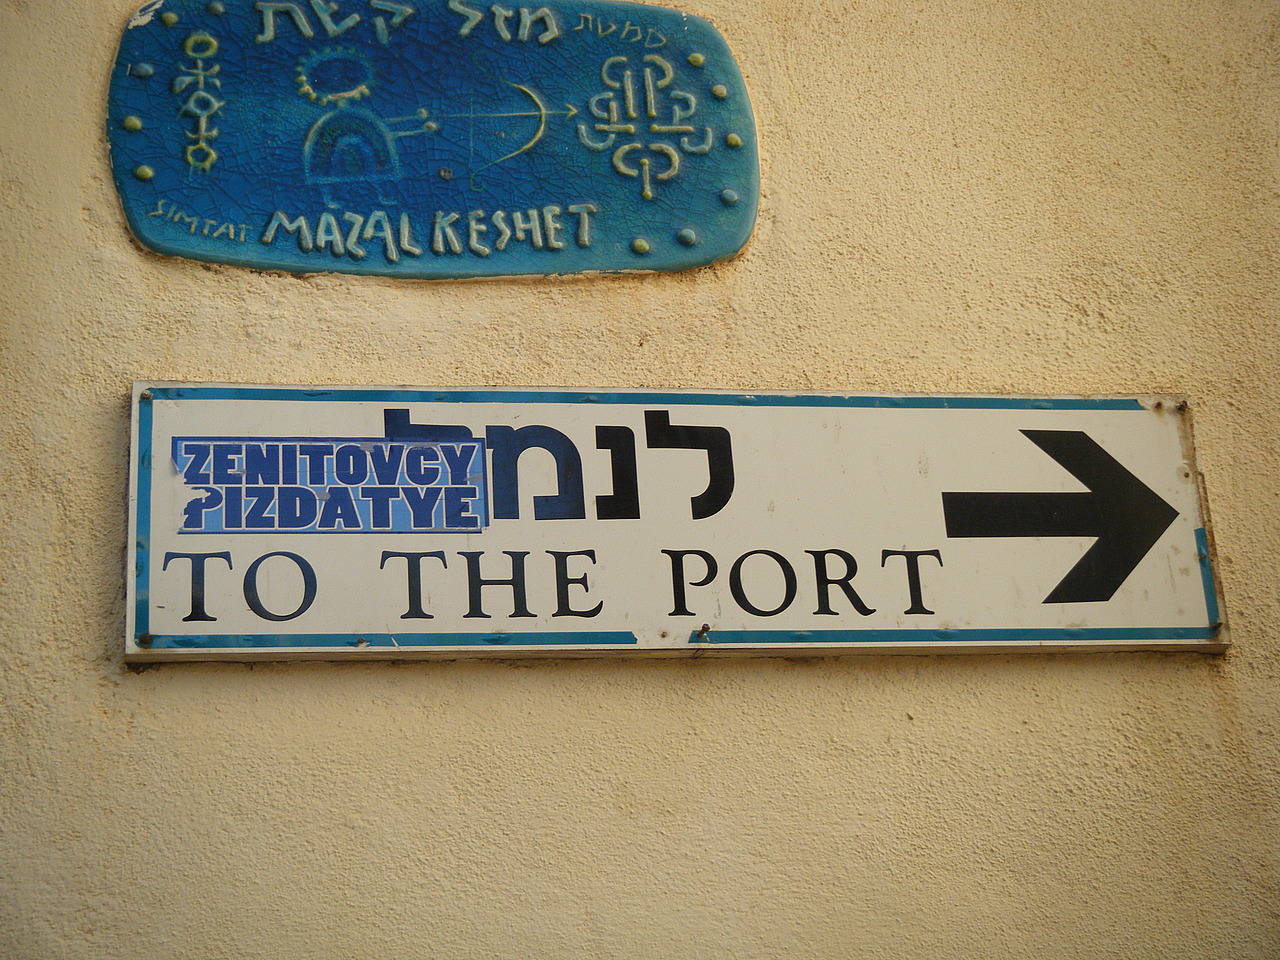 סמטת מזל קשת
SIMTAT MAZAL KESHET
לנמל
ZENITOVCY
PIZDATYE
TO THE PORT